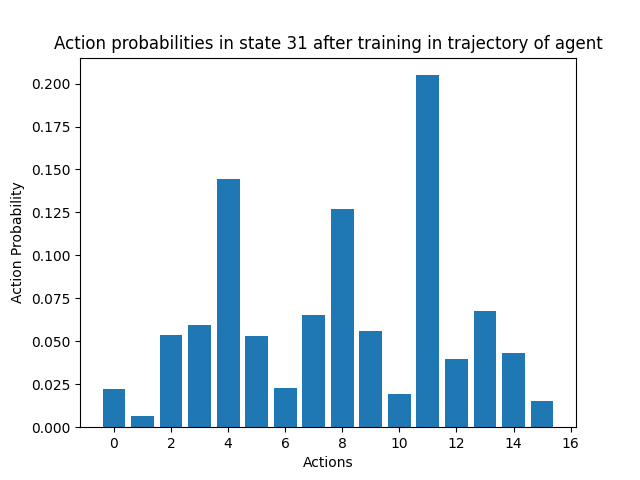 Action probabilities in state 31 after training in trajectory of agent
0.200
0.175
0.150
0.125
0.100
0.075
0.050
0.025
0.000
Action Probability
0 2 4 6 8 10 12 14 16
Actions